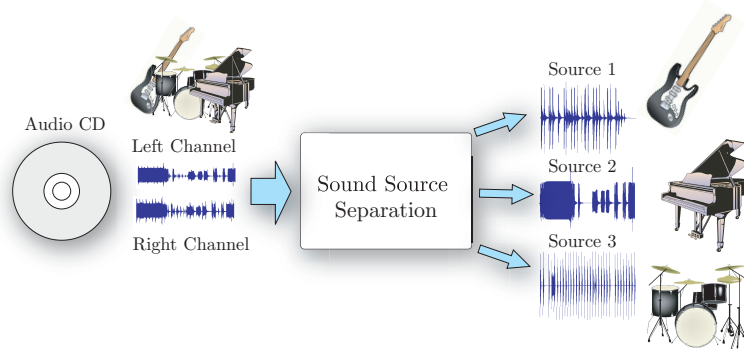 Audio CD
Left Channel
Right Channel
Sound Source
Separation
Source 1
Source 2
Source 3